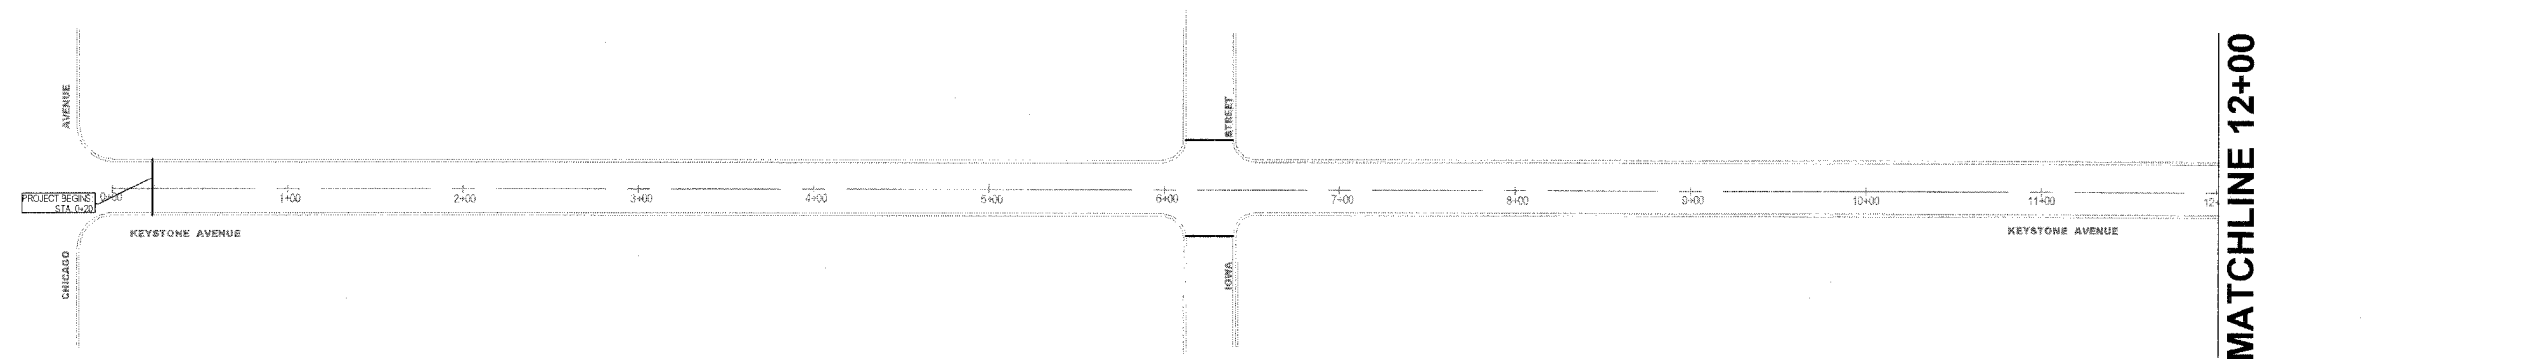 AVENUE
STREET
PROJECT BEGINS:
STA. 0+20
0+00
1+00
2+00
3+00
4+00
5+00
6+00
7+00
8+00
9+00
10+00
11+00
12+
KEYSTONE AVENUE
KEYSTONE AVENUE
CHICAGO
IOWA
MATCHLINE 12+00